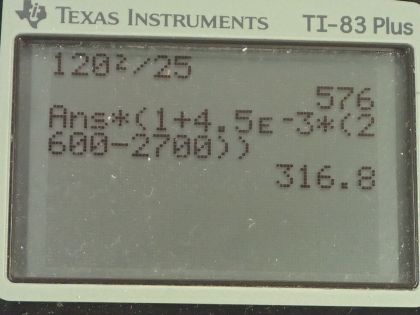 TEXAS INSTRUMENTS TI-83 Plus
120²/25
576
Ans*(1+4.5ᴇ⁻3*(2
600-2700))
316.8